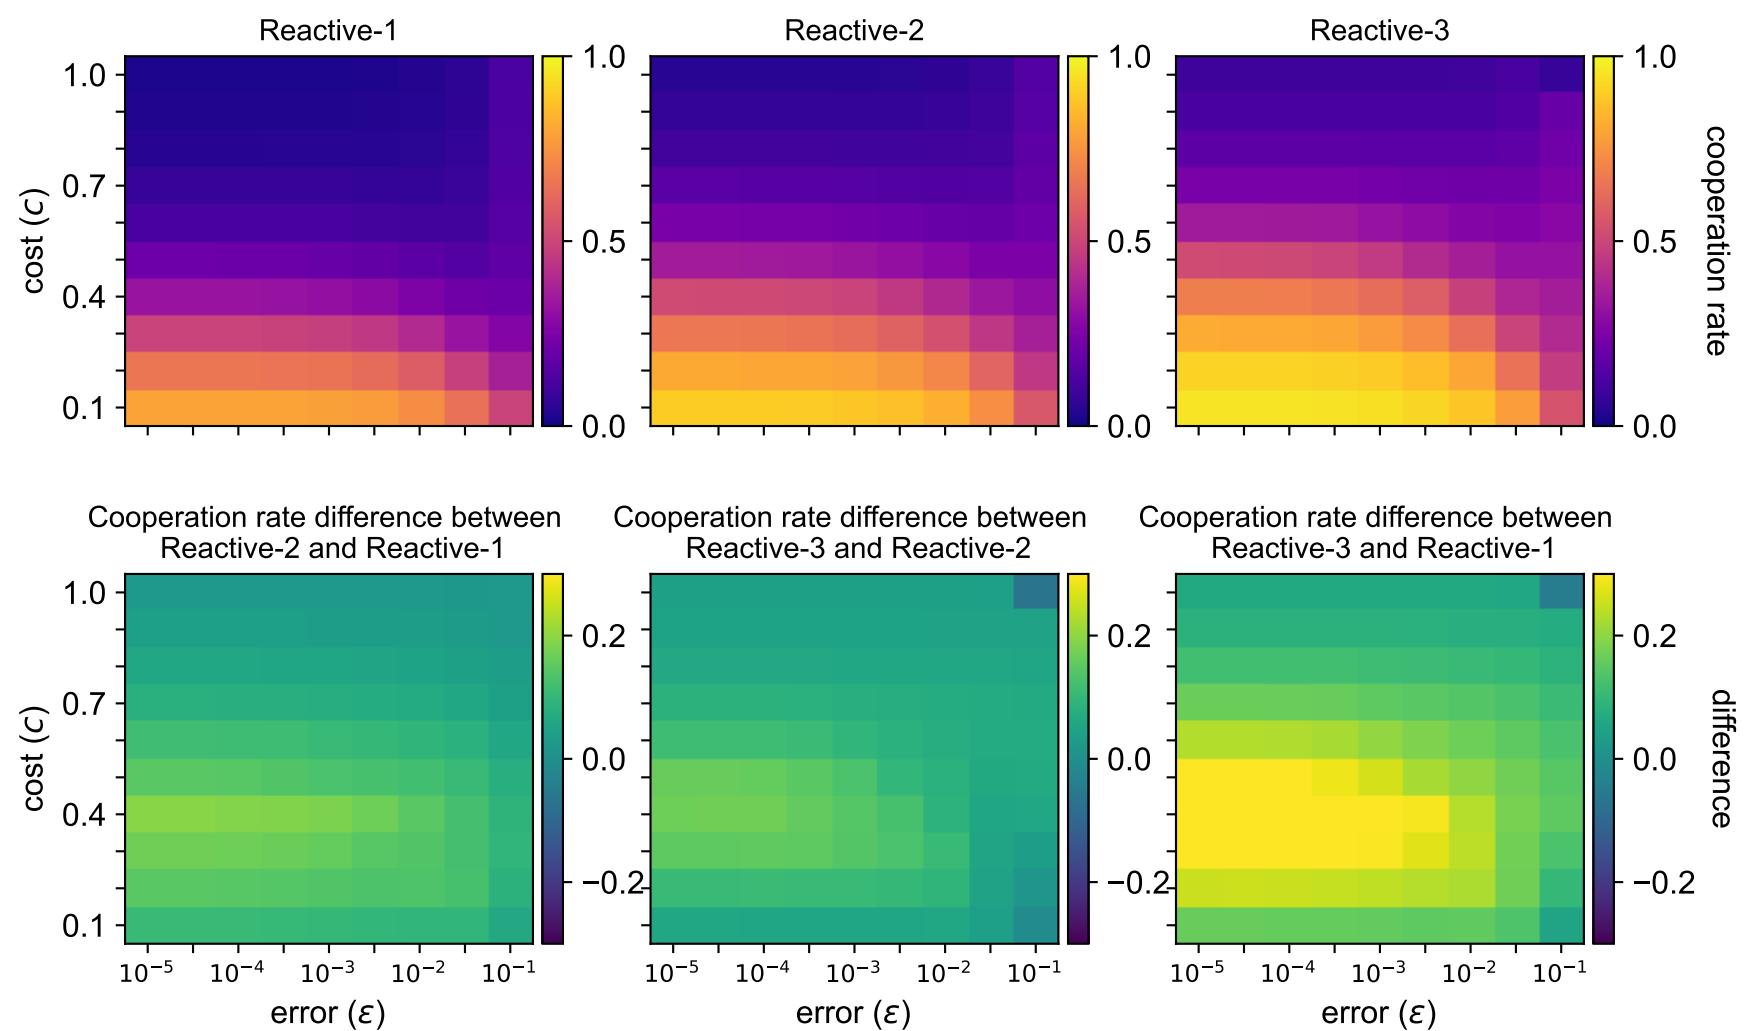 Reactive-1
Reactive-2
Reactive-3
1.0
0.7
0.4
0.1
cost (c)
1.0
0.5
0.0
1.0
0.5
0.0
1.0
0.5
0.0
cooperation rate
Cooperation rate difference between
Reactive-2 and Reactive-1
Cooperation rate difference between
Reactive-3 and Reactive-2
Cooperation rate difference between
Reactive-3 and Reactive-1
1.0
0.7
0.4
0.1
cost (c)
0.2
0.0
−0.2
0.2
0.0
−0.2
0.2
0.0
−0.2
difference
10⁻⁵ 10⁻⁴ 10⁻³ 10⁻² 10⁻¹
10⁻⁵ 10⁻⁴ 10⁻³ 10⁻² 10⁻¹
10⁻⁵ 10⁻⁴ 10⁻³ 10⁻² 10⁻¹
error (ε)
error (ε)
error (ε)